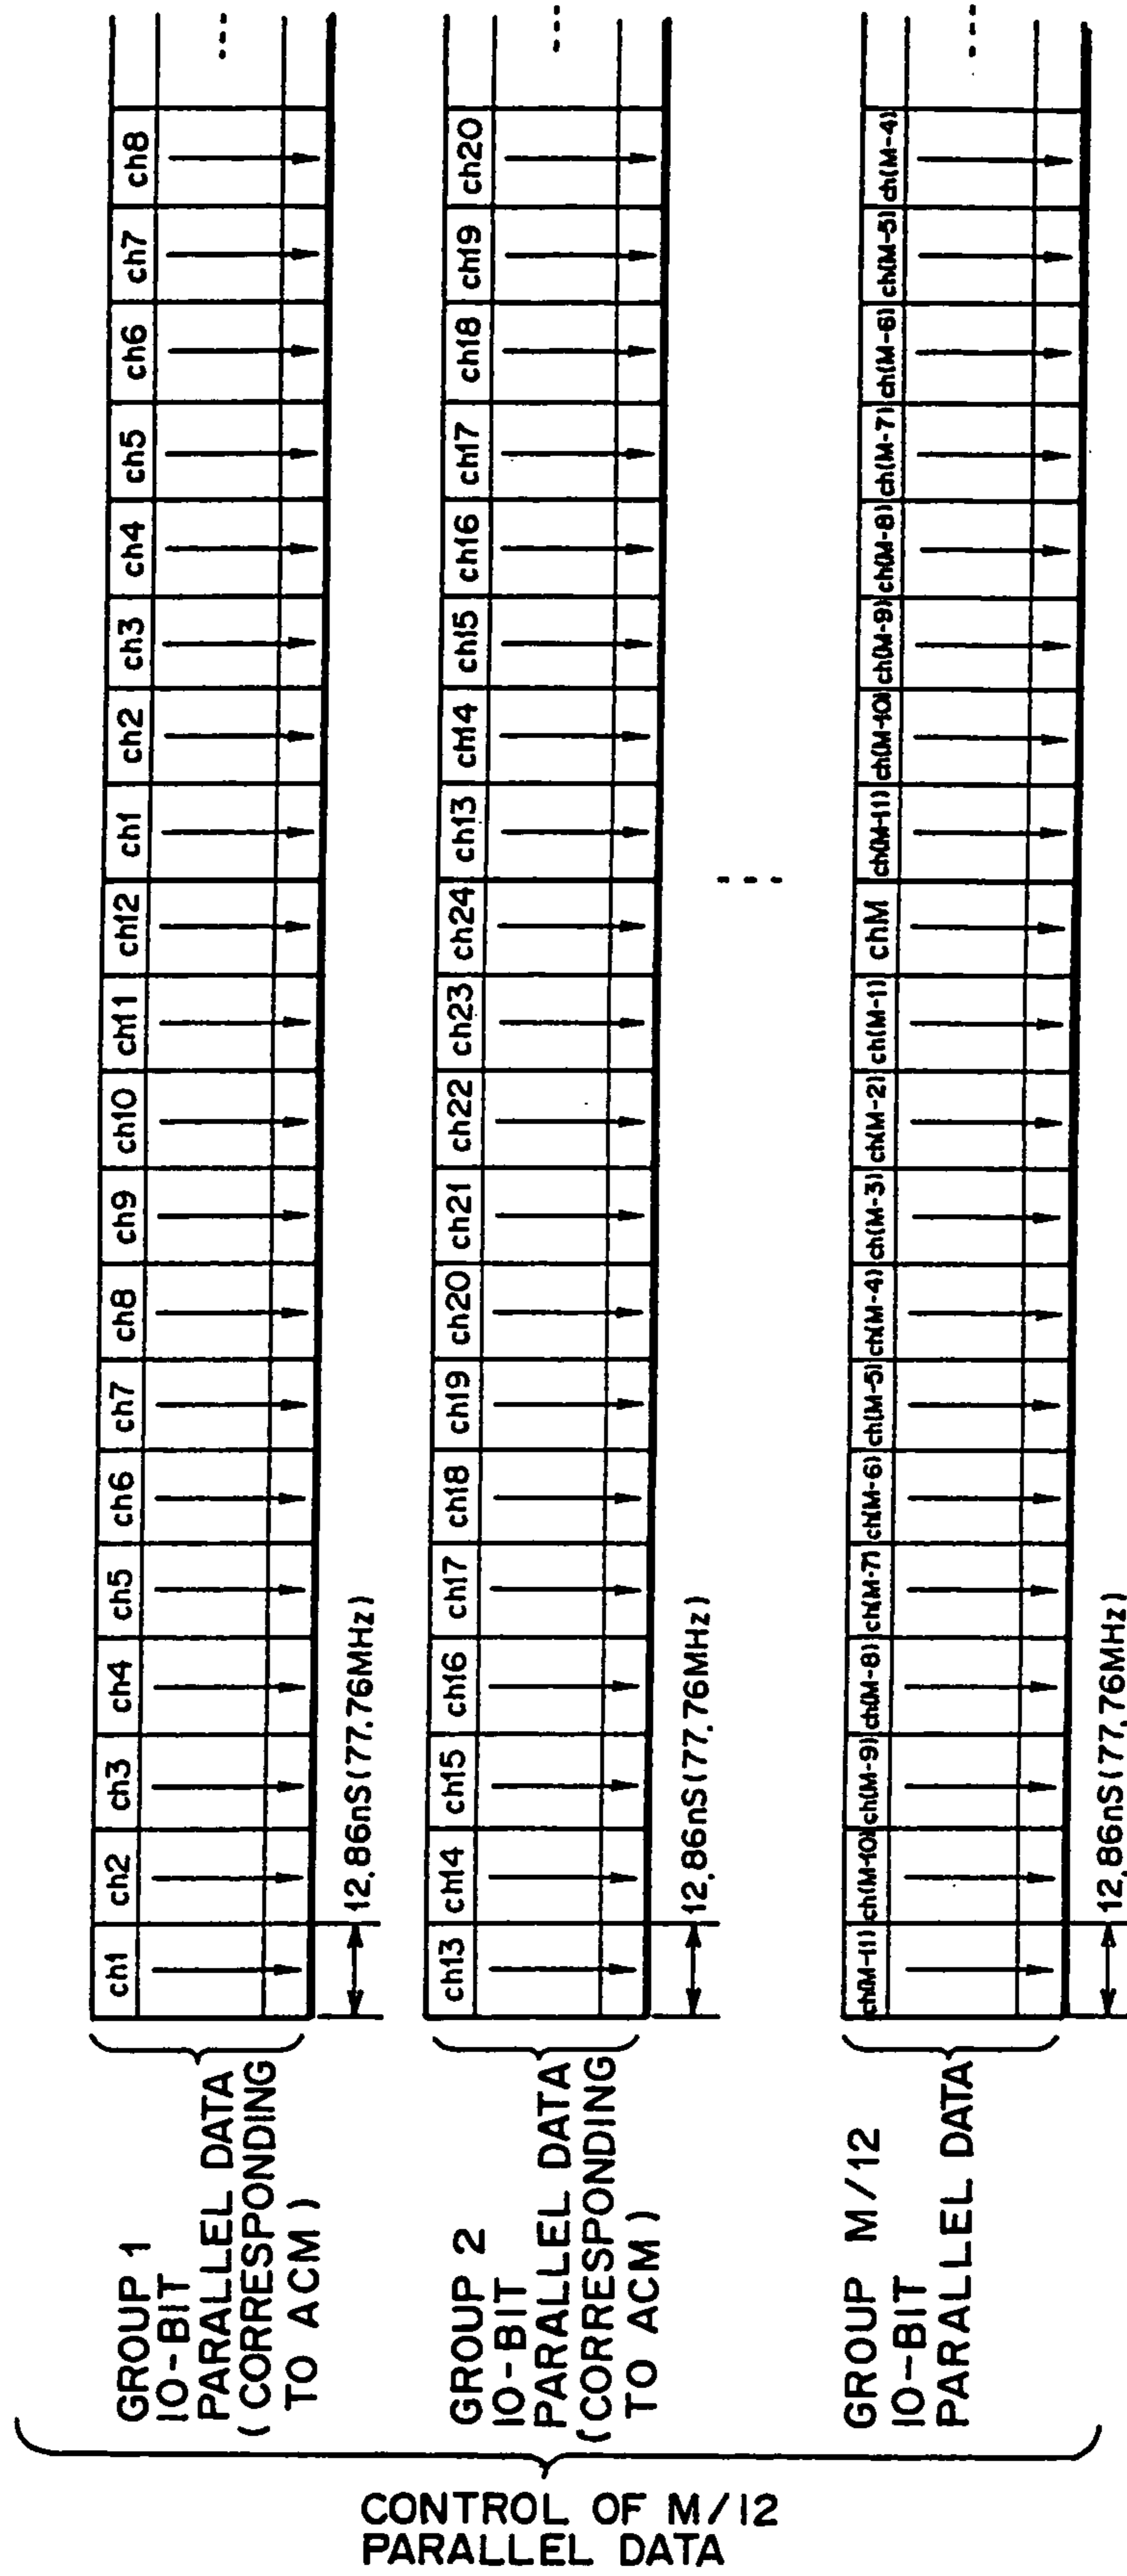 CONTROL OF M/12
PARALLEL DATA
GROUP 1
10-BIT
PARALLEL DATA
(CORRESPONDING
TO ACM)
ch1 ch2 ch3 ch4 ch5 ch6 ch7 ch8 ch9 ch10 ch11 ch12 ch1 ch2 ch3 ch4 ch5 ch6 ch7 ch8
12.86nS(77.76MHz)
GROUP 2
10-BIT
PARALLEL DATA
(CORRESPONDING
TO ACM)
ch13 ch14 ch15 ch16 ch17 ch18 ch19 ch20 ch21 ch22 ch23 ch24 ch13 ch14 ch15 ch16 ch17 ch18 ch19 ch20
12.86nS(77.76MHz)
GROUP M/12
10-BIT
PARALLEL DATA
ch(M-11) ch(M-10) ch(M-9) ch(M-8) ch(M-7) ch(M-6) ch(M-5) ch(M-4) ch(M-3) ch(M-2) ch(M-1) chM ch(M-11) ch(M-10) ch(M-9) ch(M-8) ch(M-7) ch(M-6) ch(M-5) ch(M-4)
12.86nS(77.76MHz)